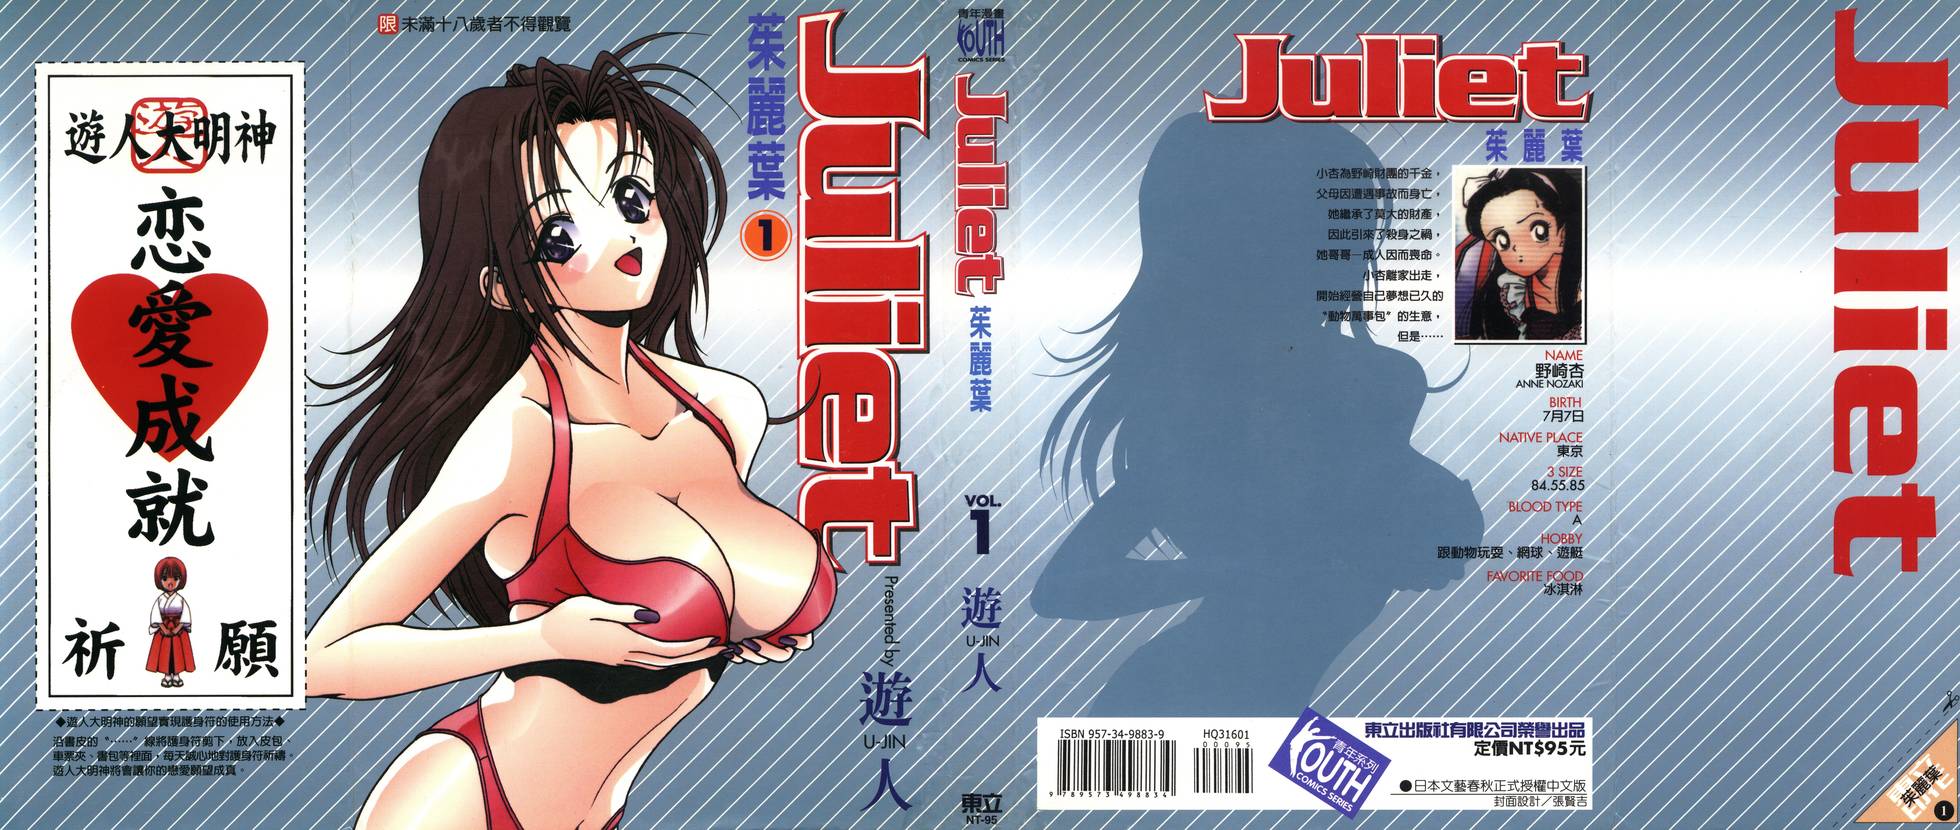 限 未滿十八歲者不得觀覽
遊人大明神
恋愛成就
祈願
◆遊人大明神的願望實現護身符的使用方法◆
沿書皮的〝……〞線將護身符剪下，放入皮包、
車票夾、書包等裡面，每天誠心地對護身符祈禱。
遊人大明神將會讓你的戀愛願望成真。
茱麗葉
1
Juliet
Presented by
遊人
U-JIN
青年漫畫
YOUTH
COMICS SERIES
Juliet
茱麗葉
VOL.
1
遊人
U-JIN
東立
NT-95
Juliet
茱麗葉
小杏為野崎財團的千金，
父母因遭遇事故而身亡，
她繼承了莫大的財產，
因此引來了殺身之禍，
她哥哥一成人因而喪命。
小杏離家出走，
開始經營自己夢想已久的
〝動物萬事包〞的生意，
但是……
NAME
野崎杏
ANNE NOZAKI
BIRTH
7月7日
NATIVE PLACE
東京
3 SIZE
84.55.85
BLOOD TYPE
A
HOBBY
跟動物玩耍、網球、遊艇
FAVORITE FOOD
冰淇淋
ISBN 957-34-9883-9
9 789573 498834
HQ31601
00095
青年系列
YOUTH
COMICS SERIES
東立出版社有限公司榮譽出品
定價NT$95元
●日本文藝春秋正式授權中文版
封面設計／張賢吉
Juliet
茱麗葉
1